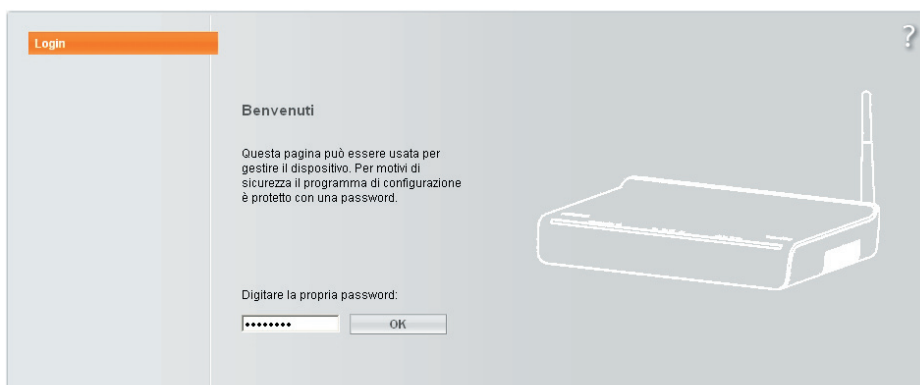 Login
?
Benvenuti
Questa pagina può essere usata per
gestire il dispositivo. Per motivi di
sicurezza il programma di configurazione
è protetto con una password.
Digitare la propria password:
••••••••
OK